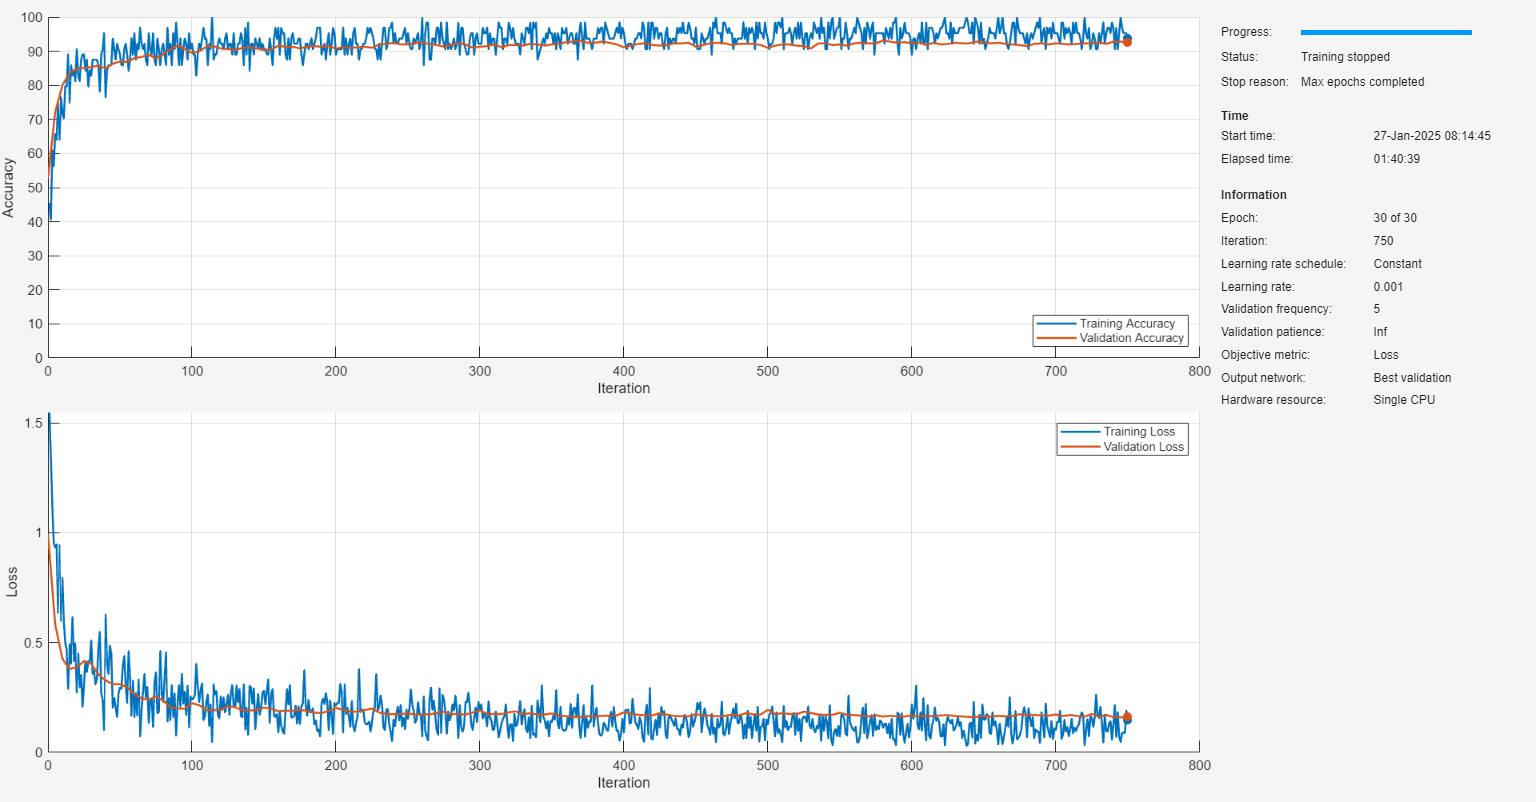 100
90
80
70
60
50
40
30
20
10
0
Accuracy
Training Accuracy
Validation Accuracy
0 100 200 300 400 500 600 700 800
Iteration
1.5
1
0.5
0
Loss
Training Loss
Validation Loss
0 100 200 300 400 500 600 700 800
Iteration
Progress:
Status: Training stopped
Stop reason: Max epochs completed
Time
Start time: 27-Jan-2025 08:14:45
Elapsed time: 01:40:39
Information
Epoch: 30 of 30
Iteration: 750
Learning rate schedule: Constant
Learning rate: 0.001
Validation frequency: 5
Validation patience: Inf
Objective metric: Loss
Output network: Best validation
Hardware resource: Single CPU